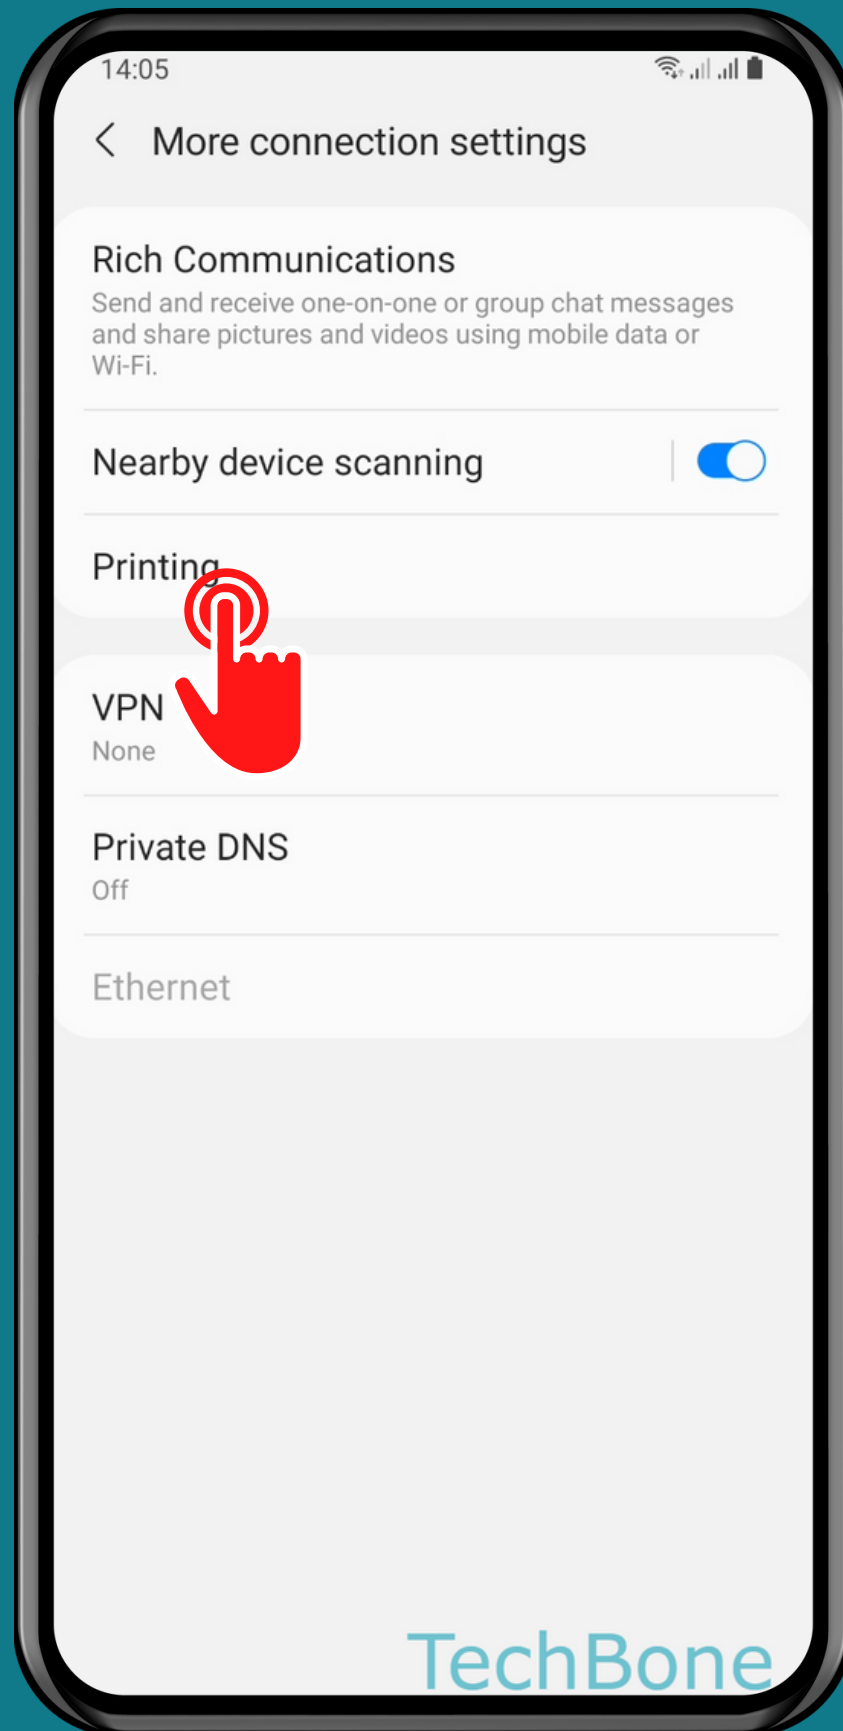 14:05
More connection settings
Rich Communications
Send and receive one-on-one or group chat messages
and share pictures and videos using mobile data or
Wi-Fi.
Nearby device scanning
Printing
VPN
None
Private DNS
Off
Ethernet
TechBone